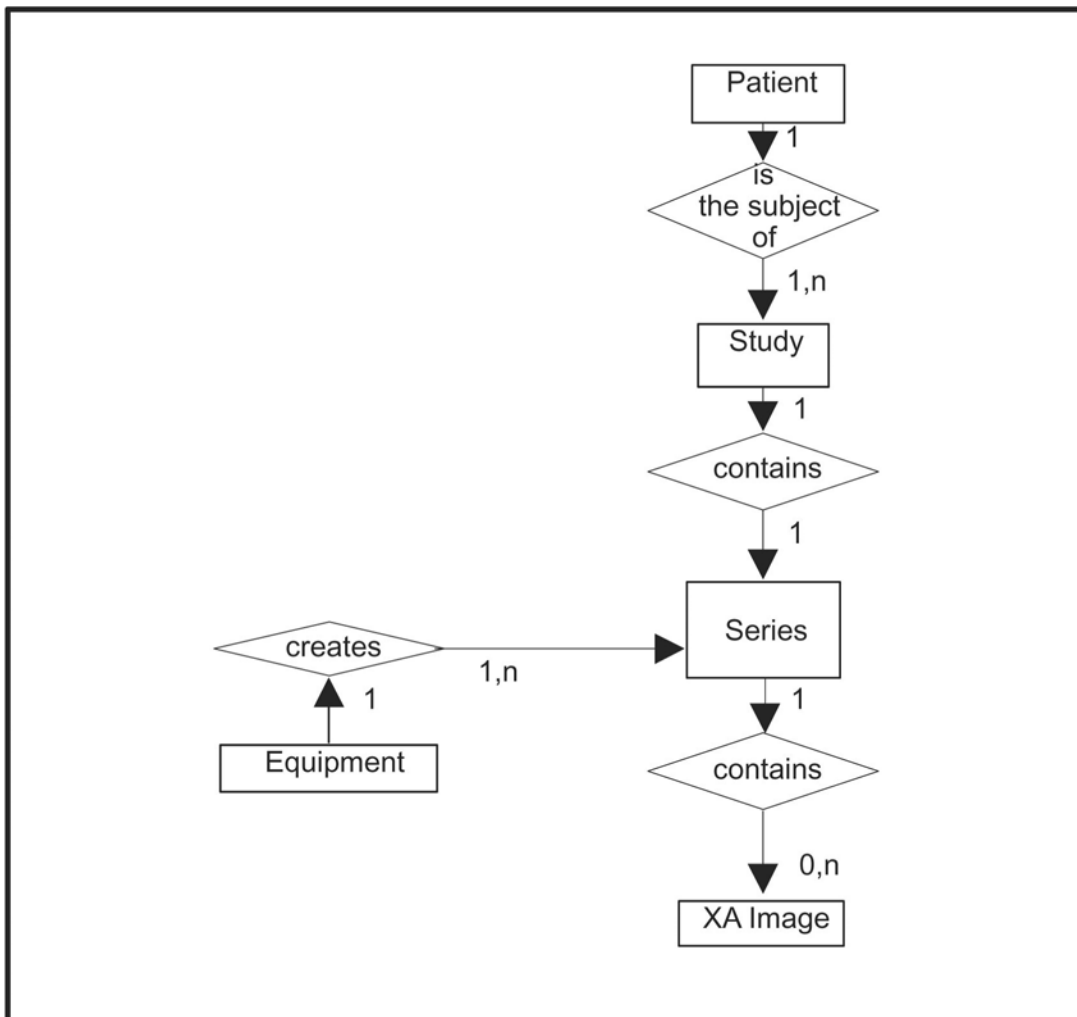 Patient
1
is
the subject
of
1,n
Study
1
contains
1
Series
creates
1,n
1
1
Equipment
contains
0,n
XA Image